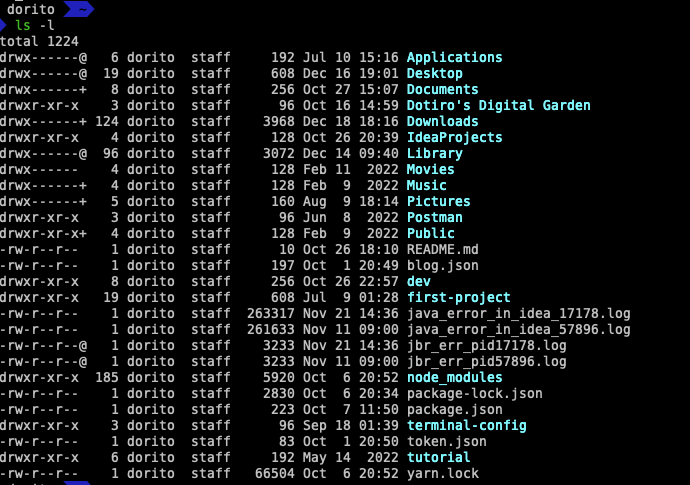 dorito ~
ls -l
total 1224
drwx------@ 6 dorito staff 192 Jul 10 15:16 Applications
drwx------@ 19 dorito staff 608 Dec 16 19:01 Desktop
drwx------+ 8 dorito staff 256 Oct 27 15:07 Documents
drwxr-xr-x 3 dorito staff 96 Oct 16 14:59 Dotiro's Digital Garden
drwx------+ 124 dorito staff 3968 Dec 18 18:16 Downloads
drwxr-xr-x 4 dorito staff 128 Oct 26 20:39 IdeaProjects
drwx------@ 96 dorito staff 3072 Dec 14 09:40 Library
drwx------ 4 dorito staff 128 Feb 11 2022 Movies
drwx------+ 4 dorito staff 128 Feb 9 2022 Music
drwx------+ 5 dorito staff 160 Aug 9 18:14 Pictures
drwxr-xr-x 3 dorito staff 96 Jun 8 2022 Postman
drwxr-xr-x+ 4 dorito staff 128 Feb 9 2022 Public
-rw-r--r-- 1 dorito staff 10 Oct 26 18:10 README.md
-rw-r--r-- 1 dorito staff 197 Oct 1 20:49 blog.json
drwxr-xr-x 8 dorito staff 256 Oct 26 22:57 dev
drwxr-xr-x 19 dorito staff 608 Jul 9 01:28 first-project
-rw-r--r-- 1 dorito staff 263317 Nov 21 14:36 java_error_in_idea_17178.log
-rw-r--r-- 1 dorito staff 261633 Nov 11 09:00 java_error_in_idea_57896.log
-rw-r--r--@ 1 dorito staff 3233 Nov 21 14:36 jbr_err_pid17178.log
-rw-r--r--@ 1 dorito staff 3233 Nov 11 09:00 jbr_err_pid57896.log
drwxr-xr-x 185 dorito staff 5920 Oct 6 20:52 node_modules
-rw-r--r-- 1 dorito staff 2830 Oct 6 20:34 package-lock.json
-rw-r--r-- 1 dorito staff 223 Oct 7 11:50 package.json
drwxr-xr-x 3 dorito staff 96 Sep 18 01:39 terminal-config
-rw-r--r-- 1 dorito staff 83 Oct 1 20:50 token.json
drwxr-xr-x 6 dorito staff 192 May 14 2022 tutorial
-rw-r--r-- 1 dorito staff 66504 Oct 6 20:52 yarn.lock